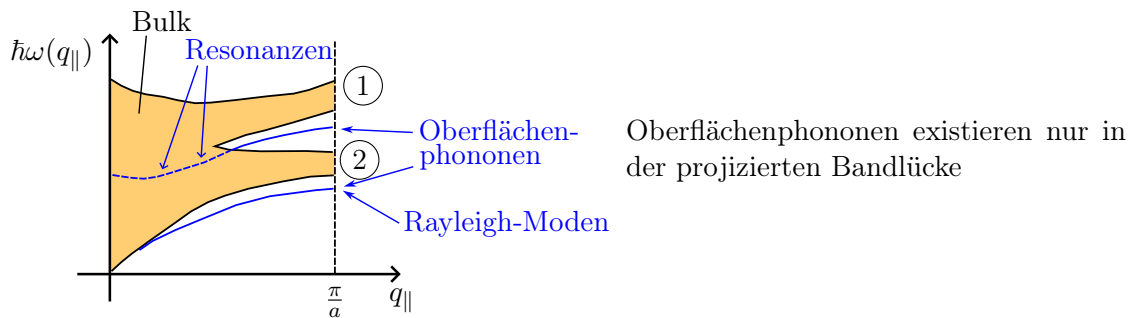 Bulk
ℏω(q∥)
Resonanzen
1
Oberflächen-
phononen
2
Rayleigh-Moden
π/a
q∥
Oberflächenphononen existieren nur in
der projizierten Bandlücke